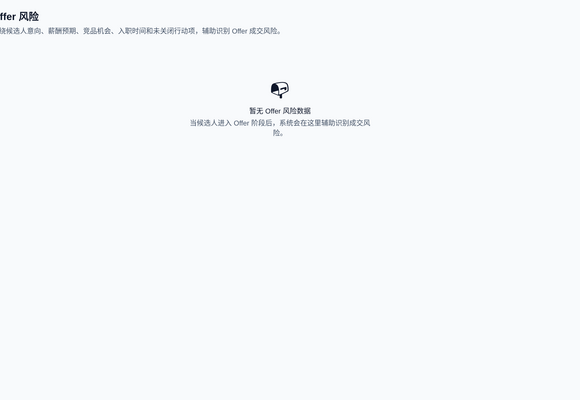 ffer 风险
绕候选人意向、薪酬预期、竞品机会、入职时间和未关闭行动项，辅助识别 Offer 成交风险。
暂无 Offer 风险数据
当候选人进入 Offer 阶段后，系统会在这里辅助识别成交风
险。